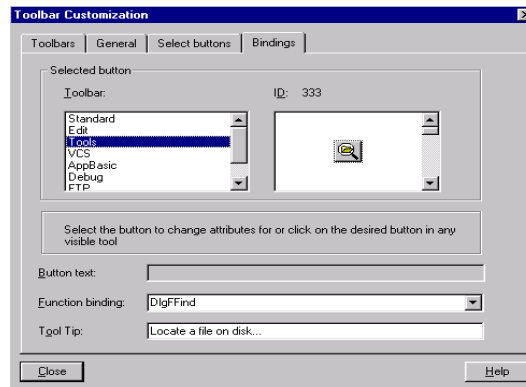 Toolbar Customization
Toolbars General Select buttons Bindings
Selected button
Toolbar: ID: 333
Standard
Edit
Tools
VCS
AppBasic
Debug
FTP
Select the button to change attributes for or click on the desired button in any
visible tool
Button text:
Function binding: DlgFFind
Tool Tip: Locate a file on disk...
Close Help